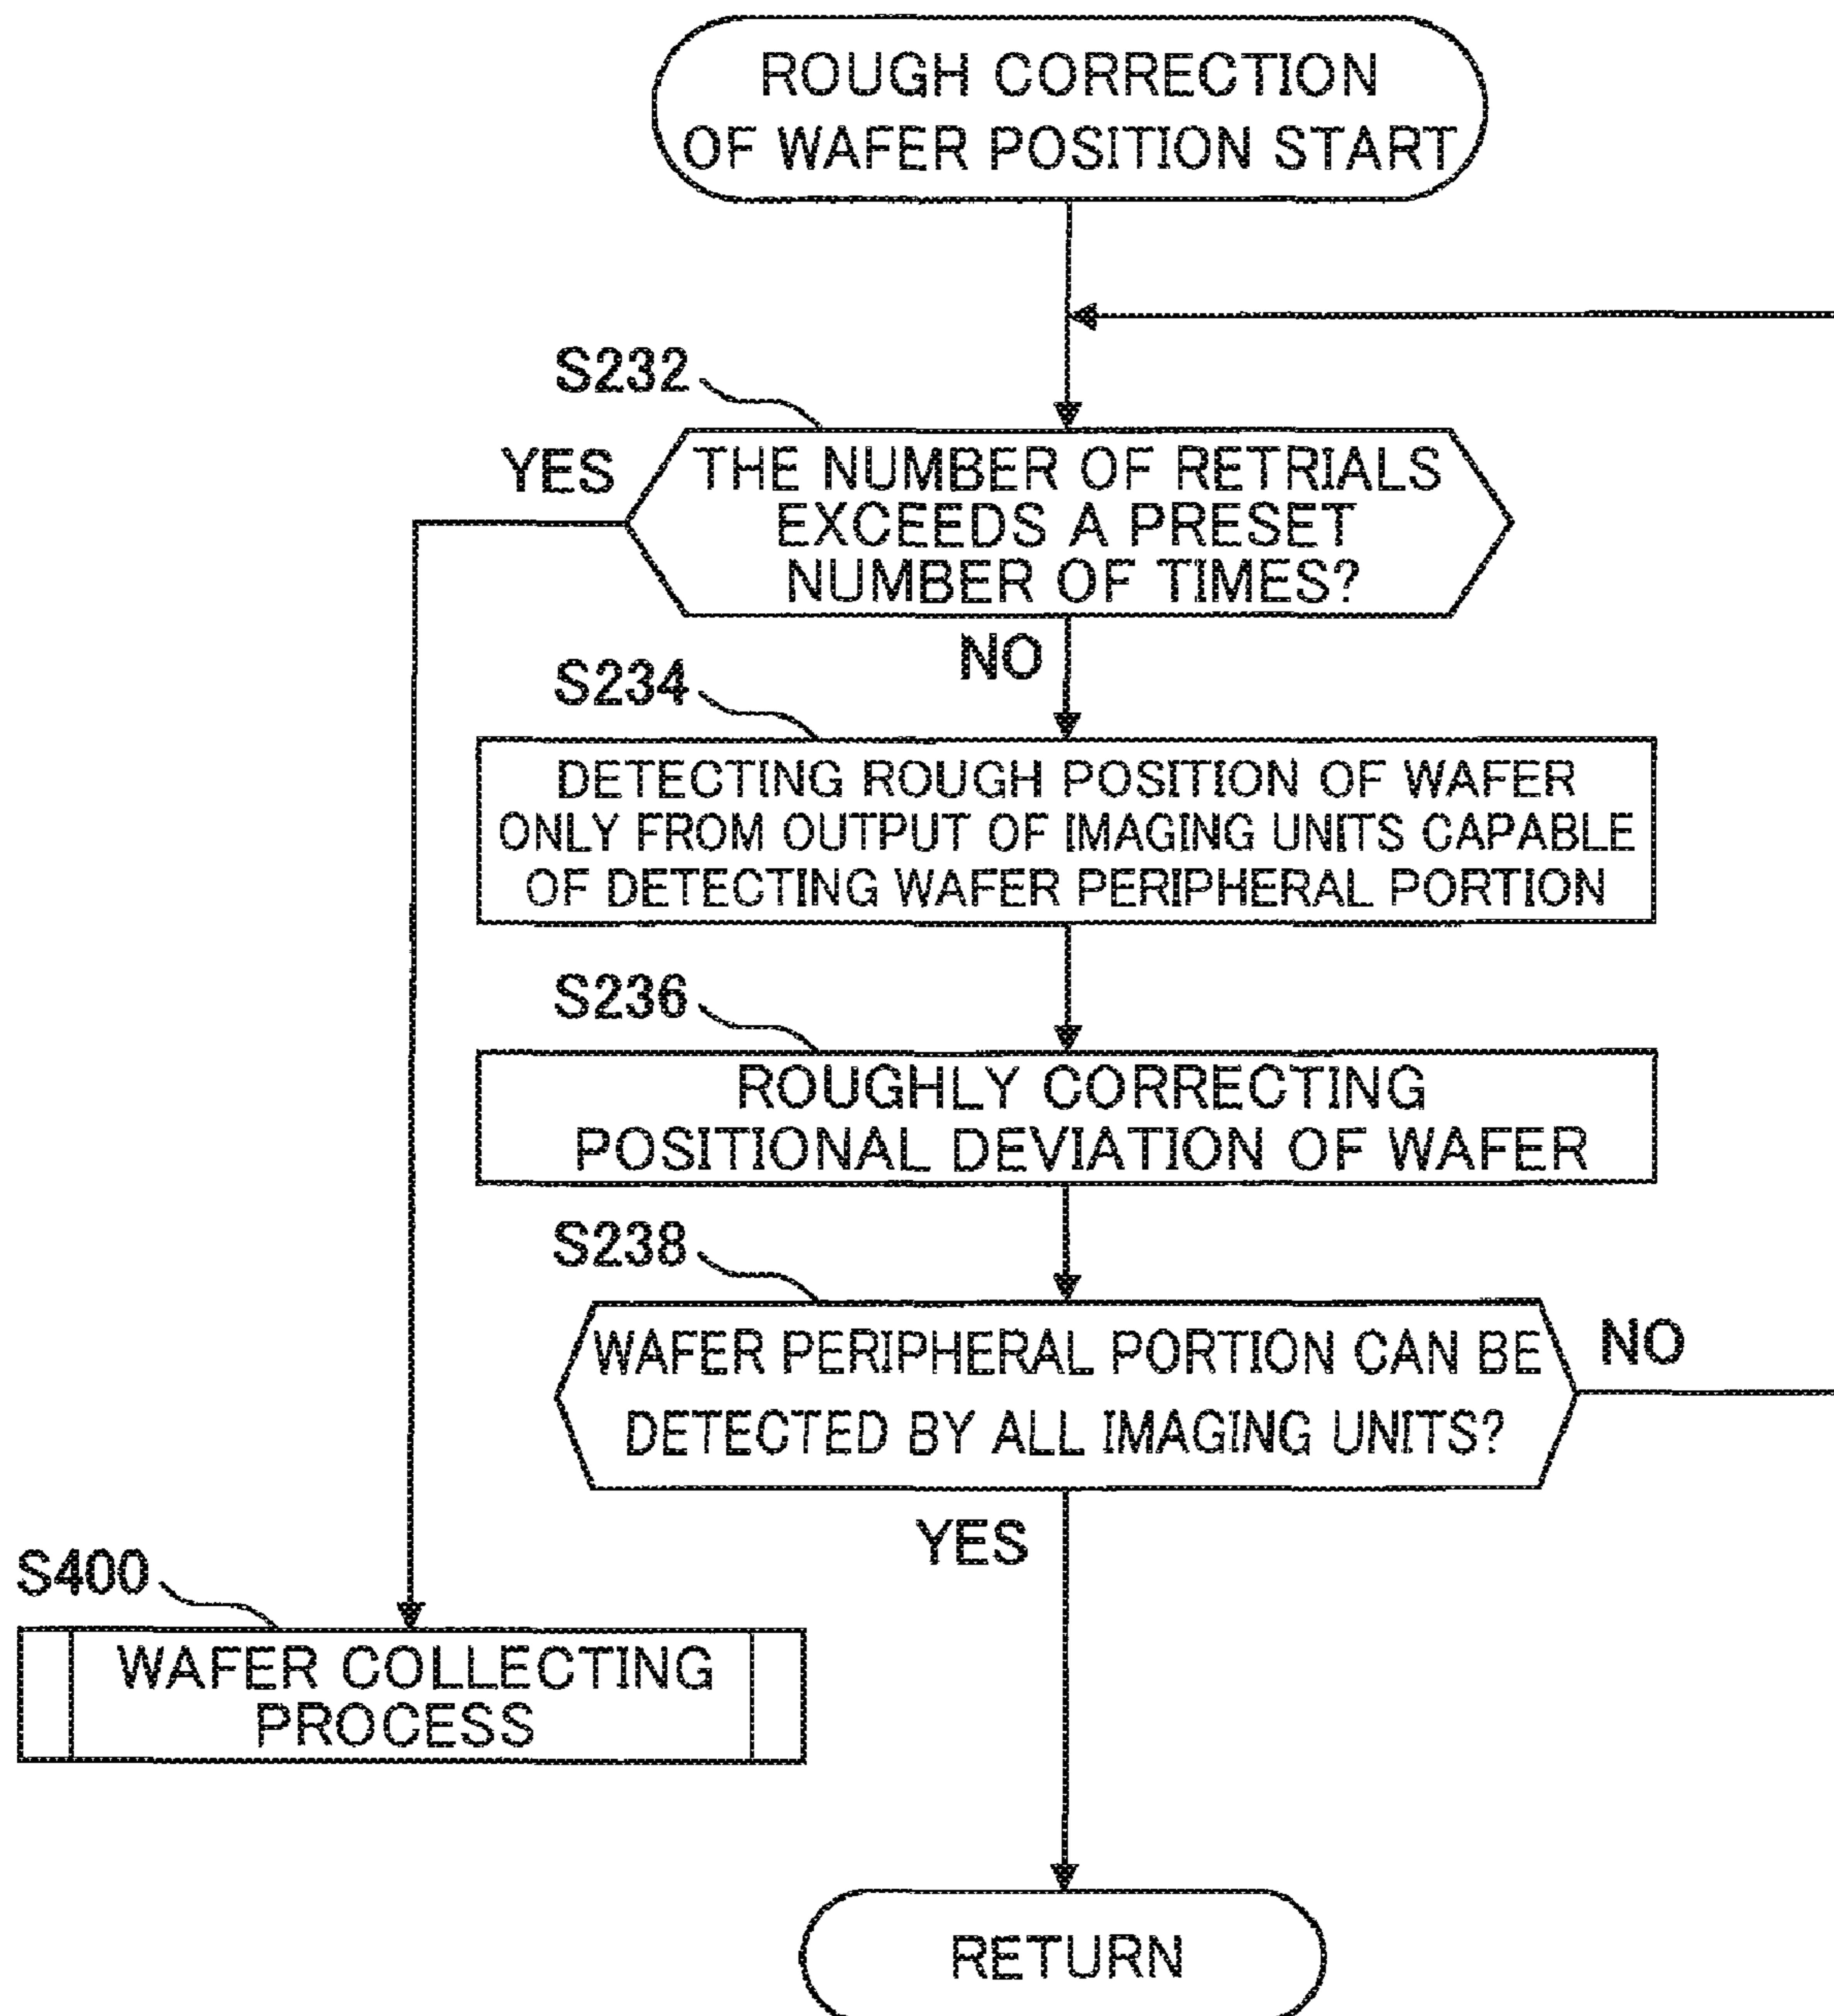 ROUGH CORRECTION
OF WAFER POSITION START
S232
YES
THE NUMBER OF RETRIALS
EXCEEDS A PRESET
NUMBER OF TIMES?
NO
S234
DETECTING ROUGH POSITION OF WAFER
ONLY FROM OUTPUT OF IMAGING UNITS CAPABLE
OF DETECTING WAFER PERIPHERAL PORTION
S236
ROUGHLY CORRECTING
POSITIONAL DEVIATION OF WAFER
S238
WAFER PERIPHERAL PORTION CAN BE
DETECTED BY ALL IMAGING UNITS?
NO
YES
S400
WAFER COLLECTING
PROCESS
RETURN